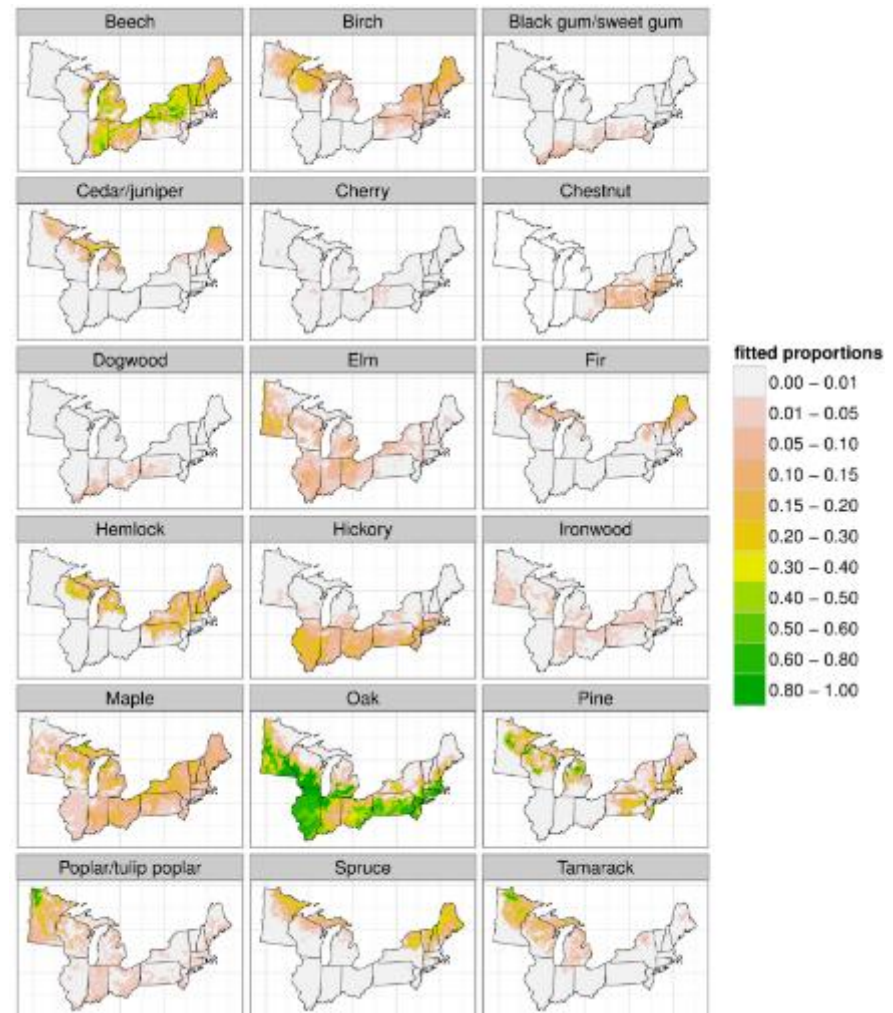 Beech Birch Black gum/sweet gum
Cedar/juniper Cherry Chestnut
Dogwood Elm Fir
Hemlock Hickory Ironwood
Maple Oak Pine
Poplar/tulip poplar Spruce Tamarack
fitted proportions
0.00 – 0.01
0.01 – 0.05
0.05 – 0.10
0.10 – 0.15
0.15 – 0.20
0.20 – 0.30
0.30 – 0.40
0.40 – 0.50
0.50 – 0.60
0.60 – 0.80
0.80 – 1.00